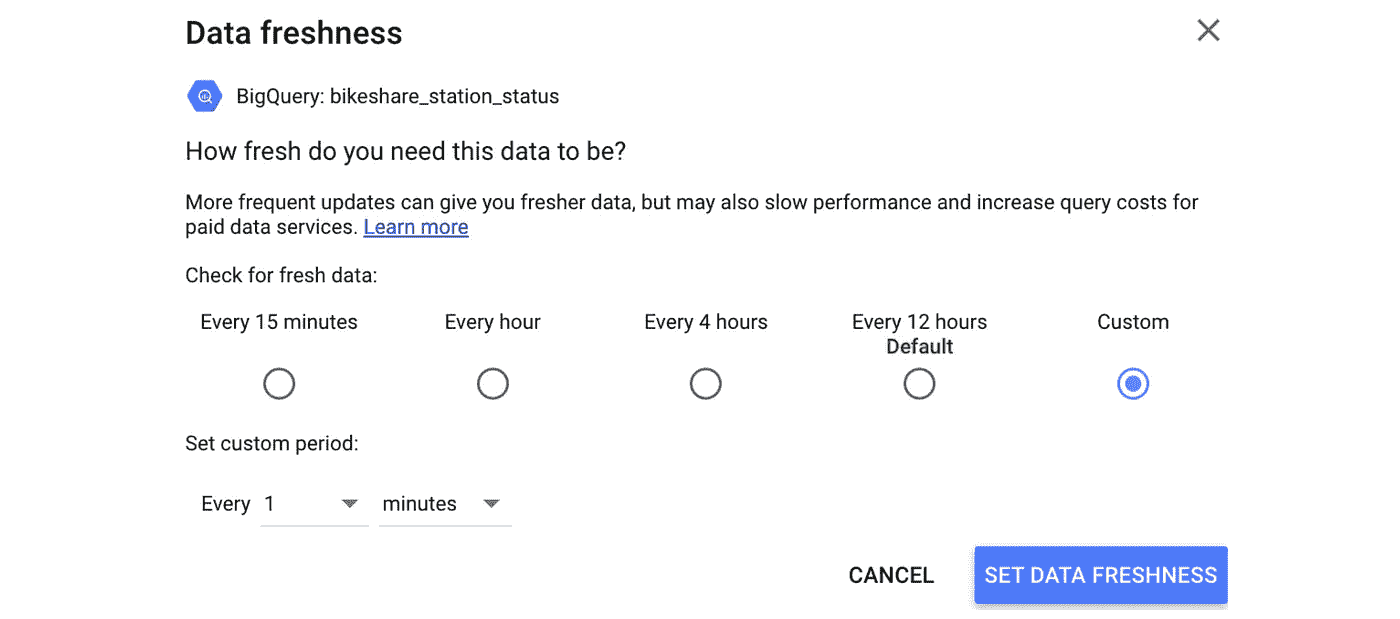 Data freshness
BigQuery: bikeshare_station_status
How fresh do you need this data to be?
More frequent updates can give you fresher data, but may also slow performance and increase query costs for
paid data services. Learn more
Check for fresh data:
Every 15 minutes
Every hour
Every 4 hours
Every 12 hours
Default
Custom
Set custom period:
Every 1 minutes
CANCEL
SET DATA FRESHNESS